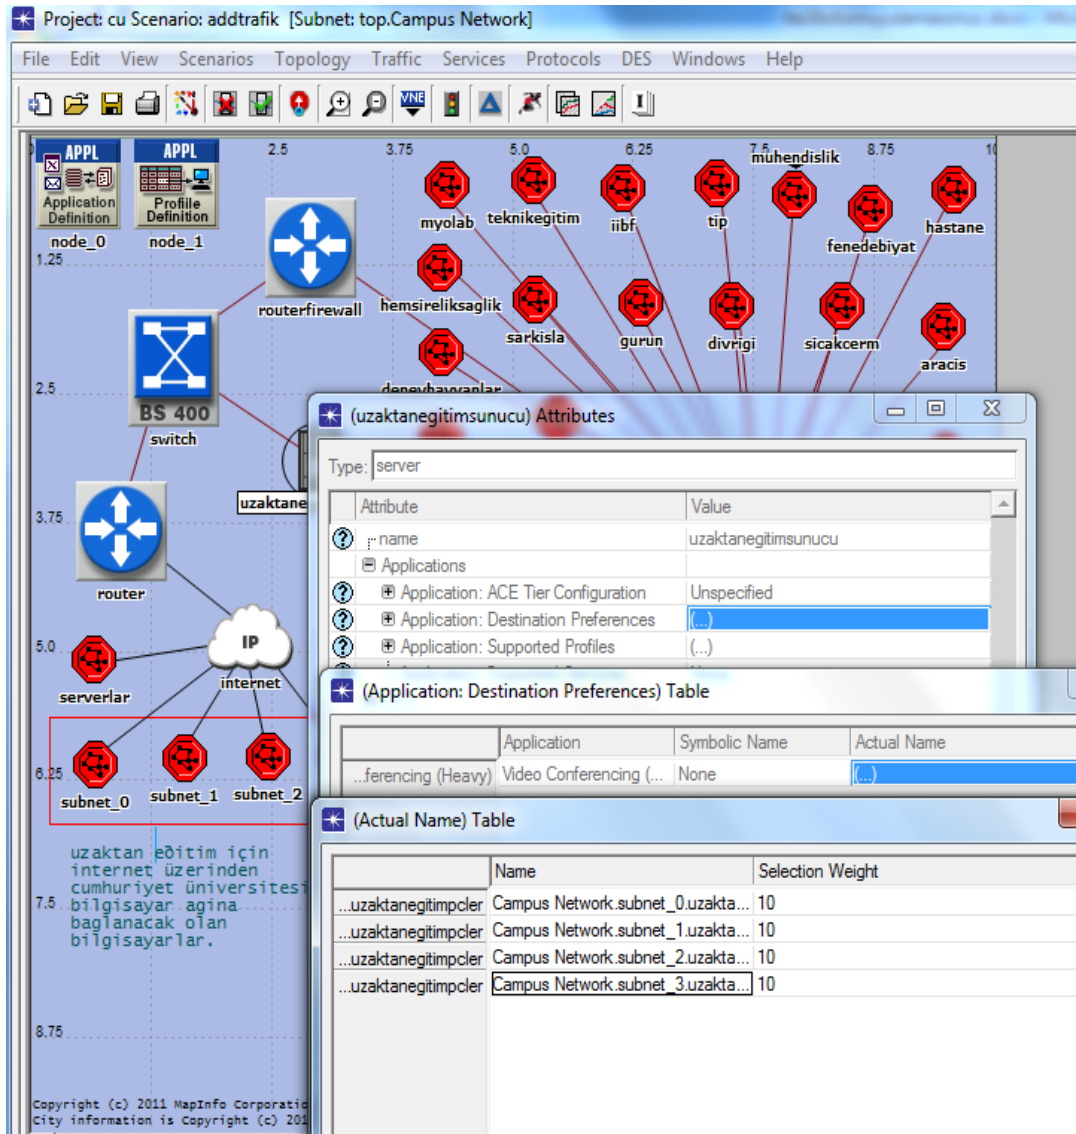 Project: cu Scenario: addtrafik [Subnet: top.Campus Network]
File Edit View Scenarios Topology Traffic Services Protocols DES Windows Help
VNE
APPL APPL 2.5 3.75 5.0 6.25 7.5 8.75 10
Application Definition
Profile Definition
node_0 node_1
1.25
routerfirewall
myolab teknikegitim iibf tip muhendislik fenedebiyat hastane
hemsireliksaglik sarkisla gurun divrigi sicakcerm aracis
2.5
BS 400
switch
uzaktane
3.75
router
5.0
IP
internet
serverlar
6.25
subnet_0 subnet_1 subnet_2
uzaktan eðitim için
internet üzerinden
cumhuriyet üniversitesi
7.5
bilgisayar agina
baglanacak olan
bilgisayarlar.
8.75
Copyright (c) 2011 MapInfo Corporatio
City information is Copyright (c) 201
(uzaktanegitimsunucu) Attributes
Type: server
Attribute Value
name uzaktanegitimsunucu
Applications
Application: ACE Tier Configuration Unspecified
Application: Destination Preferences (...)
Application: Supported Profiles (...)
(Application: Destination Preferences) Table
Application Symbolic Name Actual Name
...ferencing (Heavy) Video Conferencing (... None (...)
(Actual Name) Table
Name Selection Weight
...uzaktanegitimpcler Campus Network.subnet_0.uzakta... 10
...uzaktanegitimpcler Campus Network.subnet_1.uzakta... 10
...uzaktanegitimpcler Campus Network.subnet_2.uzakta... 10
...uzaktanegitimpcler Campus Network.subnet_3.uzakta... 10